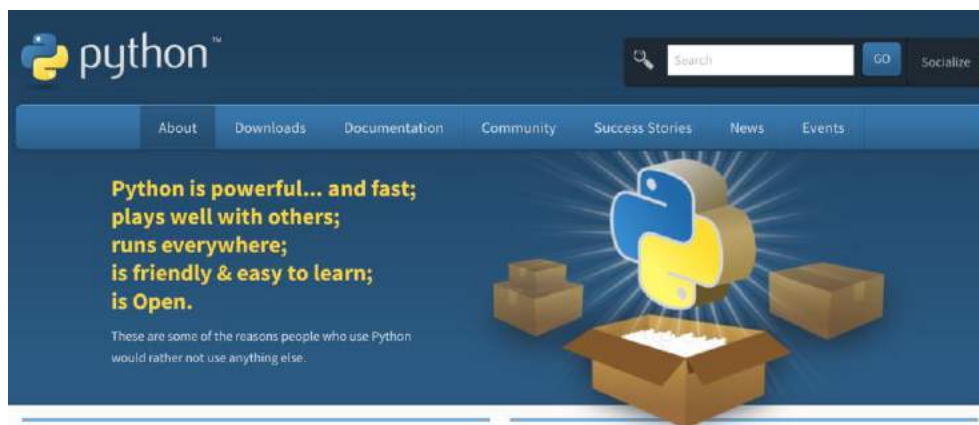 python™
Search
GO
Socialize
About Downloads Documentation Community Success Stories News Events
Python is powerful... and fast;
plays well with others;
runs everywhere;
is friendly & easy to learn;
is Open.
These are some of the reasons people who use Python
would rather not use anything else.